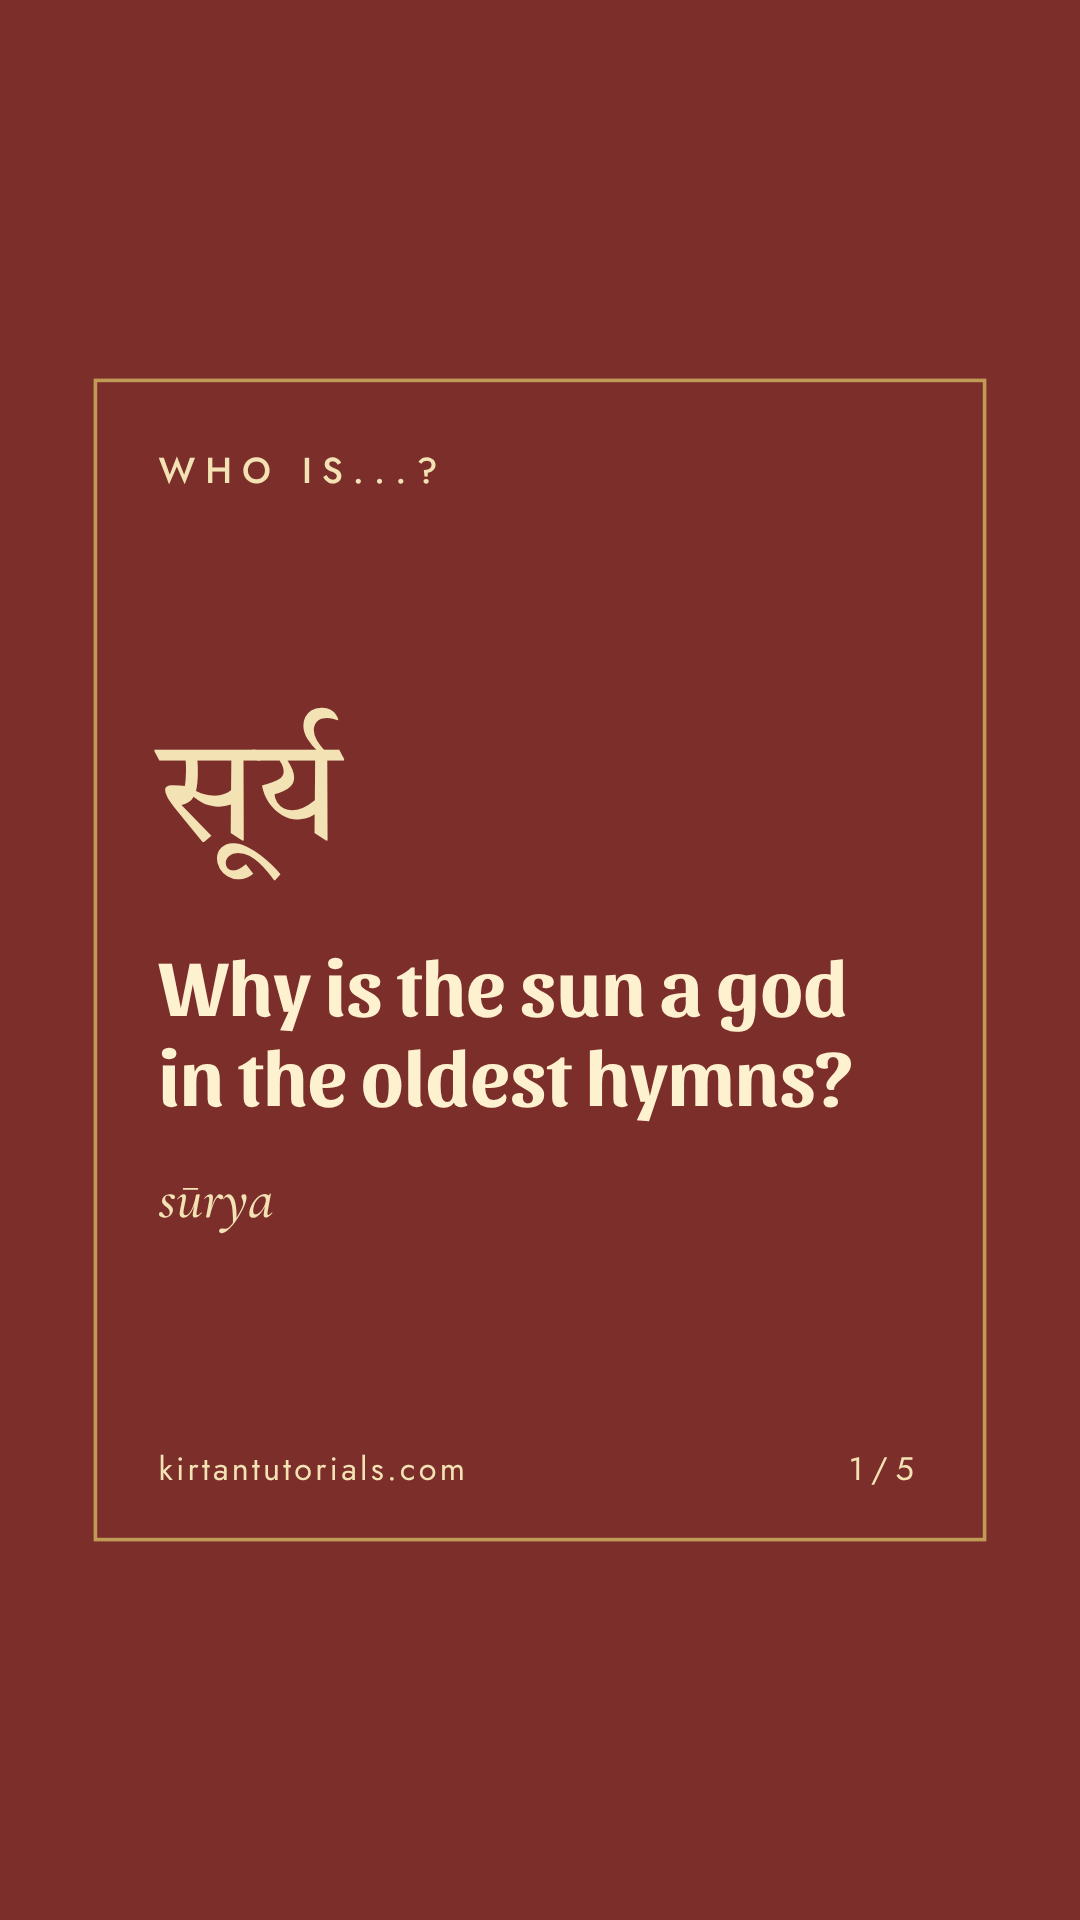 WHO IS...?
सूर्य
Why is the sun a god
in the oldest hymns?
sūrya
kirtantutorials.com
1 / 5